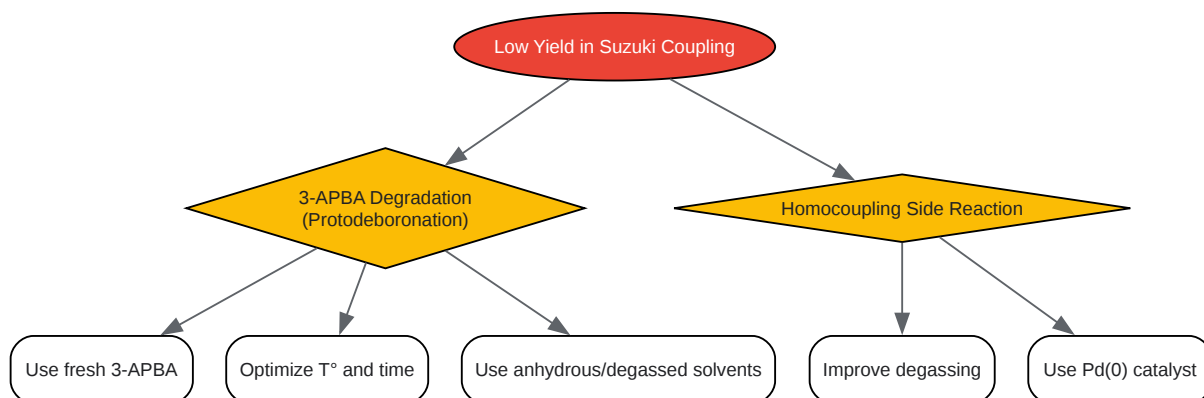 Low Yield in Suzuki Coupling
3-APBA Degradation
(Protodeboronation)
Homocoupling Side Reaction
Use fresh 3-APBA
Optimize T° and time
Use anhydrous/degassed solvents
Improve degassing
Use Pd(0) catalyst